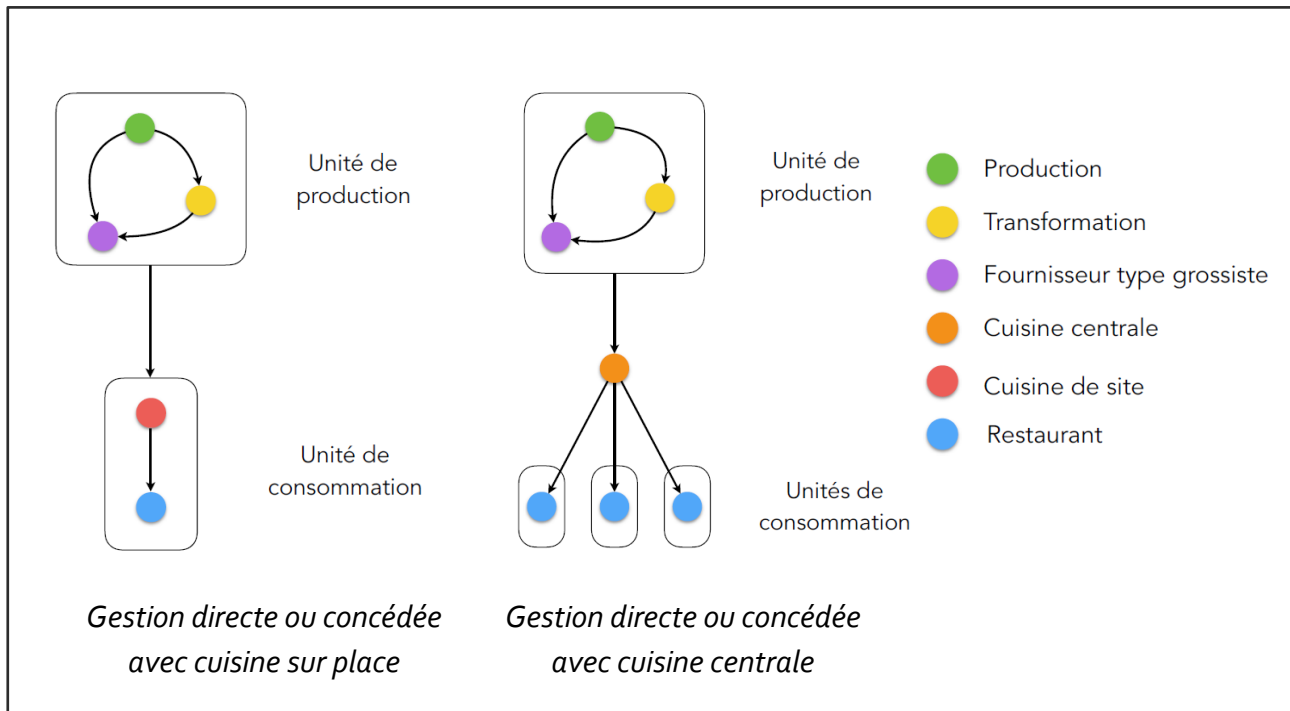 Unité de
production
Unité de
consommation
Gestion directe ou concédée
avec cuisine sur place
Unité de
production
Unités de
consommation
Gestion directe ou concédée
avec cuisine centrale
Production
Transformation
Fournisseur type grossiste
Cuisine centrale
Cuisine de site
Restaurant